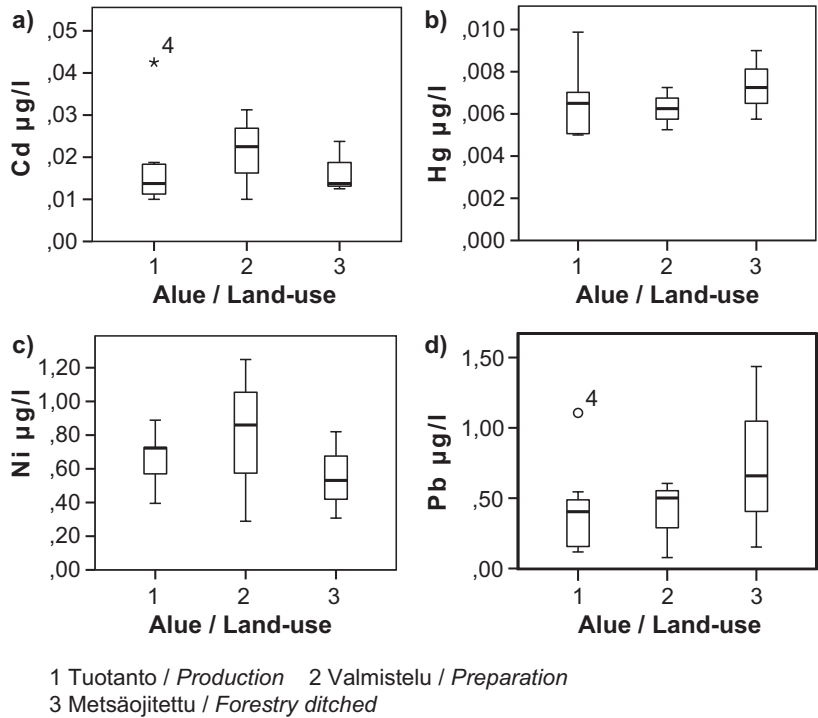 a)
Cd µg/l
,05
,04
,03
,02
,01
,00
* 4
1 2 3
Alue / Land-use
b)
Hg µg/l
,010
,008
,006
,004
,002
,000
1 2 3
Alue / Land-use
c)
Ni µg/l
1,20
1,00
,80
,60
,40
,20
,00
1 2 3
Alue / Land-use
d)
Pb µg/l
1,50
1,00
,50
,00
4
1 2 3
Alue / Land-use
1 Tuotanto / Production 2 Valmistelu / Preparation
3 Metsäojitettu / Forestry ditched